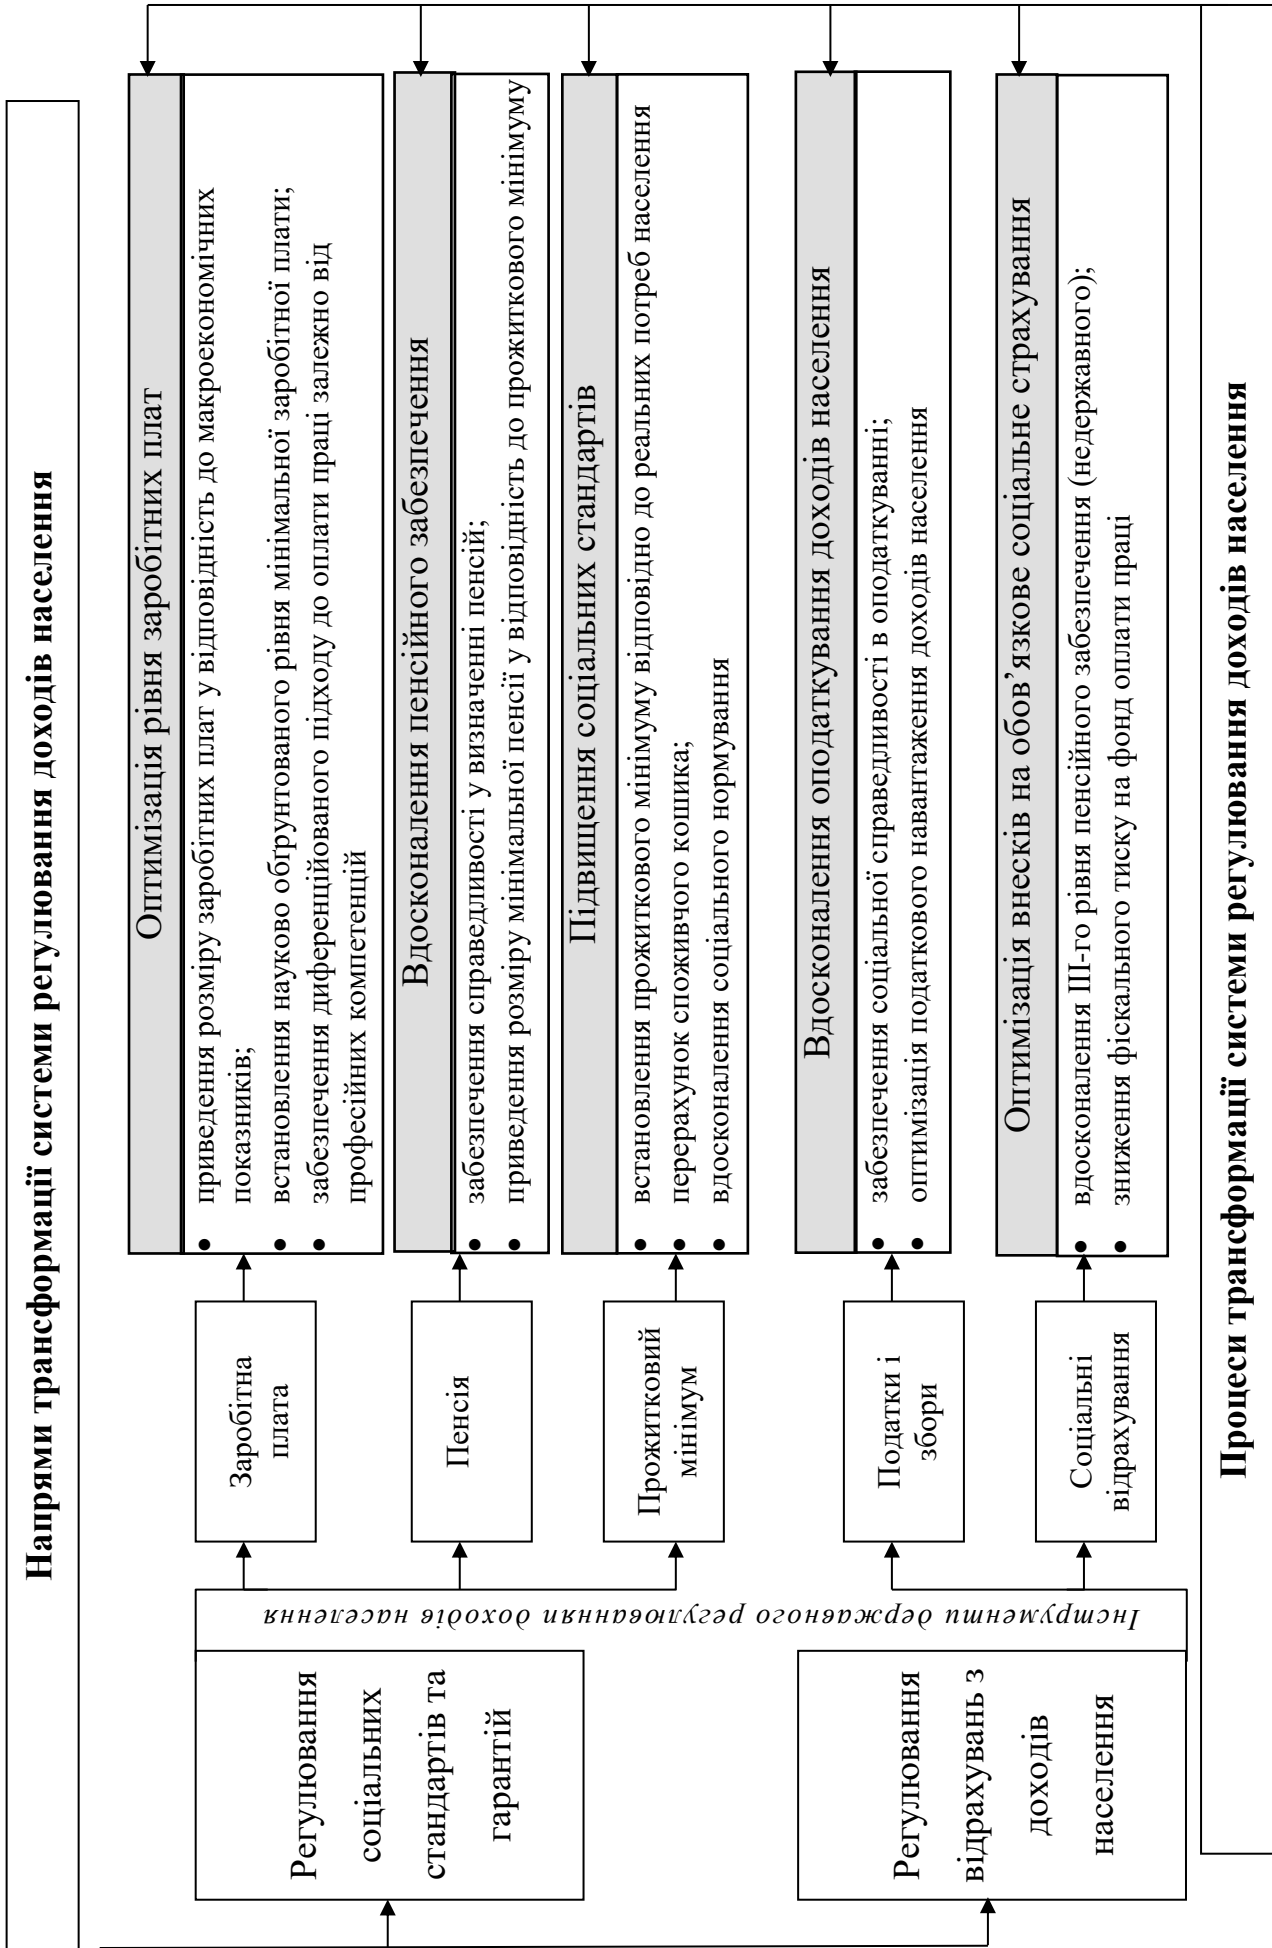 Напрями трансформації системи регулювання доходів населення
Регулювання
соціальних
стандартів та
гарантій
Регулювання
відрахувань з
доходів
населення
Інструменти державного регулюванняп доходів населення
Заробітна
плата
Пенсія
Прожитковий
мінімум
Податки і
збори
Соціальні
відрахування
Оптимізація рівня заробітних плат
• приведення розміру заробітних плат у відповідність до макроекономічних
показників;
• встановлення науково обґрунтованого рівня мінімальної заробітної плати;
• забезпечення диференційованого підходу до оплати праці залежно від
професійних компетенцій
Вдосконалення пенсійного забезпечення
забезпечення справедливості у визначенні пенсій;
• приведення розміру мінімальної пенсії у відповідність до прожиткового мінімуму
Підвищення соціальних стандартів
• встановлення прожиткового мінімуму відповідно до реальних потреб населення
• перерахунок споживчого кошика;
• вдосконалення соціального нормування
Вдосконалення оподаткування доходів населення
• забезпечення соціальної справедливості в оподаткуванні;
• оптимізація податкового навантаження доходів населення
Оптимізація внесків на обов’язкове соціальне страхування
• вдосконалення ІІІ-го рівня пенсійного забезпечення (недержавного);
• зниження фіскального тиску на фонд оплати праці
Процеси трансформації системи регулювання доходів населення